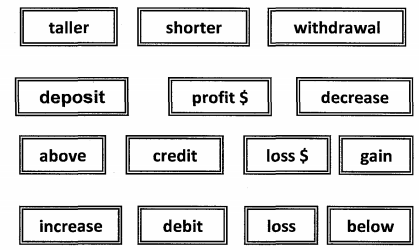 taller shorter withdrawal
deposit profit $ decrease
above credit loss $ gain
increase debit loss below